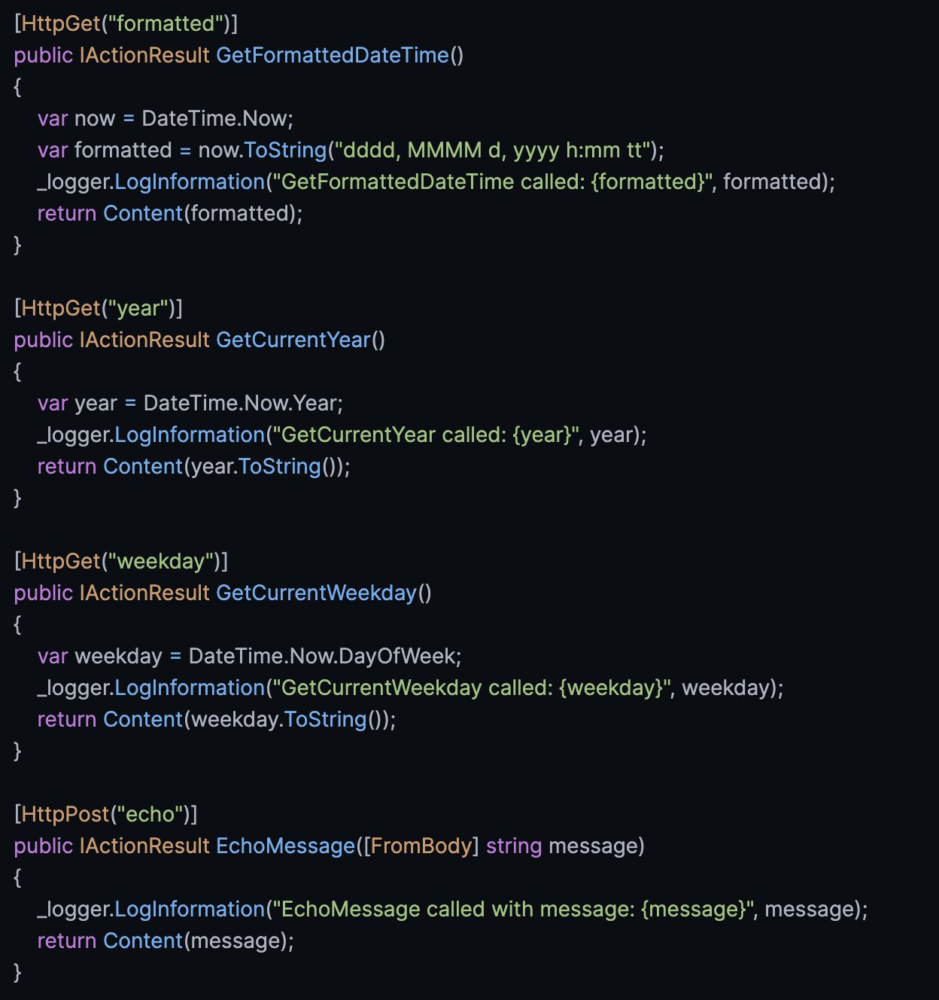 [HttpGet("formatted")]
public IActionResult GetFormattedDateTime()
{
    var now = DateTime.Now;
    var formatted = now.ToString("dddd, MMMM d, yyyy h:mm tt");
    _logger.LogInformation("GetFormattedDateTime called: {formatted}", formatted);
    return Content(formatted);
}

[HttpGet("year")]
public IActionResult GetCurrentYear()
{
    var year = DateTime.Now.Year;
    _logger.LogInformation("GetCurrentYear called: {year}", year);
    return Content(year.ToString());
}

[HttpGet("weekday")]
public IActionResult GetCurrentWeekday()
{
    var weekday = DateTime.Now.DayOfWeek;
    _logger.LogInformation("GetCurrentWeekday called: {weekday}", weekday);
    return Content(weekday.ToString());
}

[HttpPost("echo")]
public IActionResult EchoMessage([FromBody] string message)
{
    _logger.LogInformation("EchoMessage called with message: {message}", message);
    return Content(message);
}